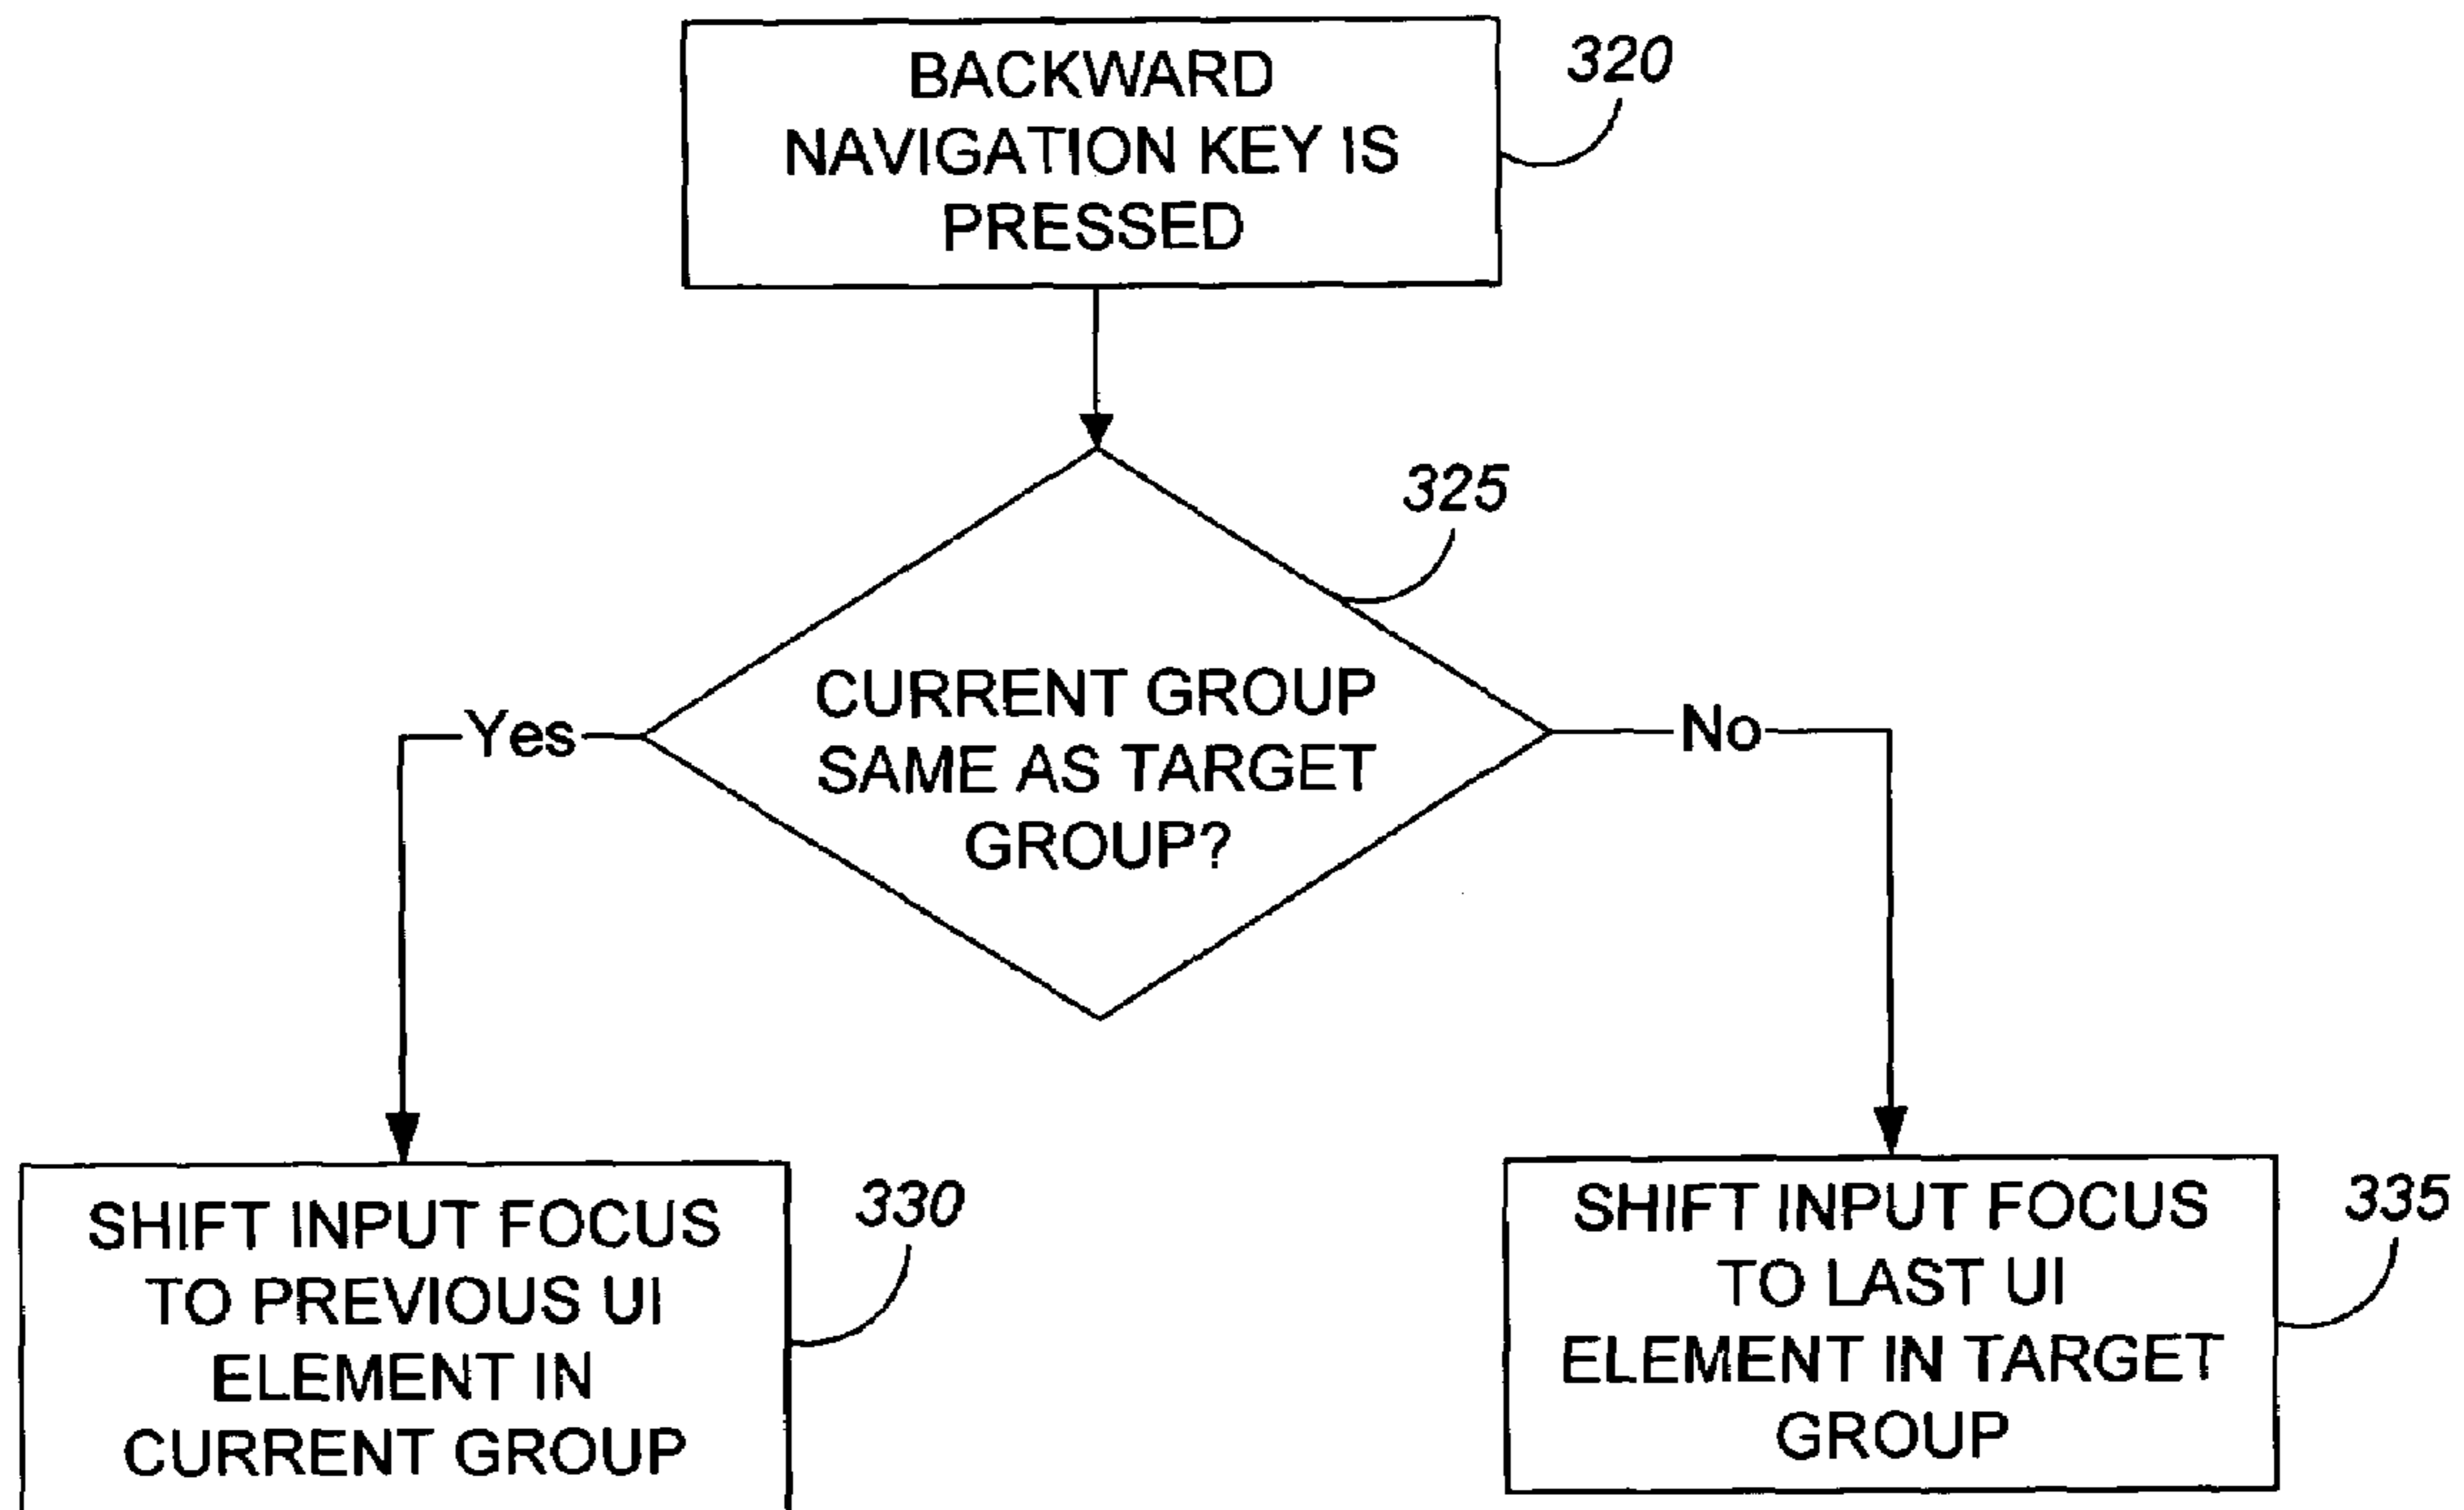 BACKWARD
NAVIGATION KEY IS
PRESSED
320
325
CURRENT GROUP
SAME AS TARGET
GROUP?
Yes
No
SHIFT INPUT FOCUS
TO PREVIOUS UI
ELEMENT IN
CURRENT GROUP
330
SHIFT INPUT FOCUS
TO LAST UI
ELEMENT IN TARGET
GROUP
335